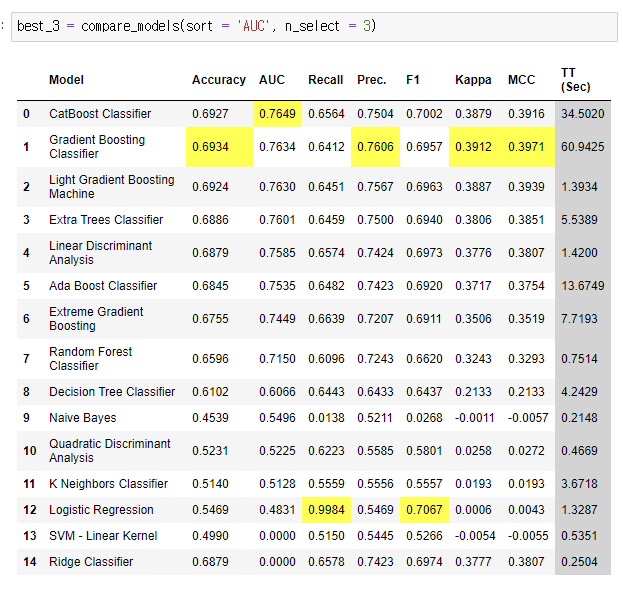 best_3 = compare_models(sort = 'AUC', n_select = 3)
Model Accuracy AUC Recall Prec. F1 Kappa MCC TT (Sec)
0 CatBoost Classifier 0.6927 0.7649 0.6564 0.7504 0.7002 0.3879 0.3916 34.5020
1 Gradient Boosting Classifier 0.6934 0.7634 0.6412 0.7606 0.6957 0.3912 0.3971 60.9425
2 Light Gradient Boosting Machine 0.6924 0.7630 0.6451 0.7567 0.6963 0.3887 0.3939 1.3934
3 Extra Trees Classifier 0.6886 0.7601 0.6459 0.7500 0.6940 0.3806 0.3851 5.5389
4 Linear Discriminant Analysis 0.6879 0.7585 0.6574 0.7424 0.6973 0.3776 0.3807 1.4200
5 Ada Boost Classifier 0.6845 0.7535 0.6482 0.7423 0.6920 0.3717 0.3754 13.6749
6 Extreme Gradient Boosting 0.6755 0.7449 0.6639 0.7207 0.6911 0.3506 0.3519 7.7193
7 Random Forest Classifier 0.6596 0.7150 0.6096 0.7243 0.6620 0.3243 0.3293 0.7514
8 Decision Tree Classifier 0.6102 0.6066 0.6443 0.6433 0.6437 0.2133 0.2133 4.2429
9 Naive Bayes 0.4539 0.5496 0.0138 0.5211 0.0268 -0.0011 -0.0057 0.2148
10 Quadratic Discriminant Analysis 0.5231 0.5225 0.6223 0.5585 0.5801 0.0258 0.0272 0.4669
11 K Neighbors Classifier 0.5140 0.5128 0.5559 0.5556 0.5557 0.0193 0.0193 3.6718
12 Logistic Regression 0.5469 0.4831 0.9984 0.5469 0.7067 0.0006 0.0043 1.3287
13 SVM - Linear Kernel 0.4990 0.0000 0.5150 0.5445 0.5266 -0.0054 -0.0055 0.5351
14 Ridge Classifier 0.6879 0.0000 0.6578 0.7423 0.6974 0.3777 0.3807 0.2504